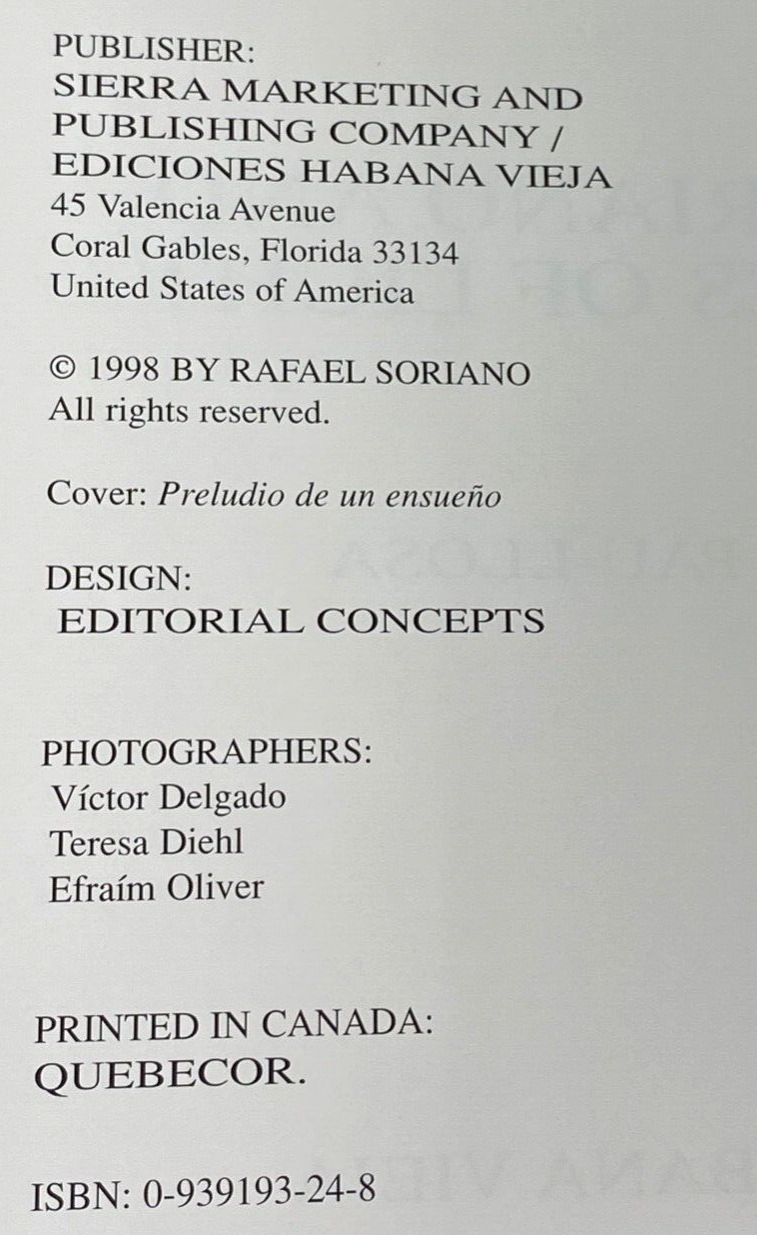 PUBLISHER:
SIERRA MARKETING AND
PUBLISHING COMPANY /
EDICIONES HABANA VIEJA
45 Valencia Avenue
Coral Gables, Florida 33134
United States of America
© 1998 BY RAFAEL SORIANO
All rights reserved.
Cover: Preludio de un ensueño
DESIGN:
EDITORIAL CONCEPTS
PHOTOGRAPHERS:
Víctor Delgado
Teresa Diehl
Efraím Oliver
PRINTED IN CANADA:
QUEBECOR.
ISBN: 0-939193-24-8